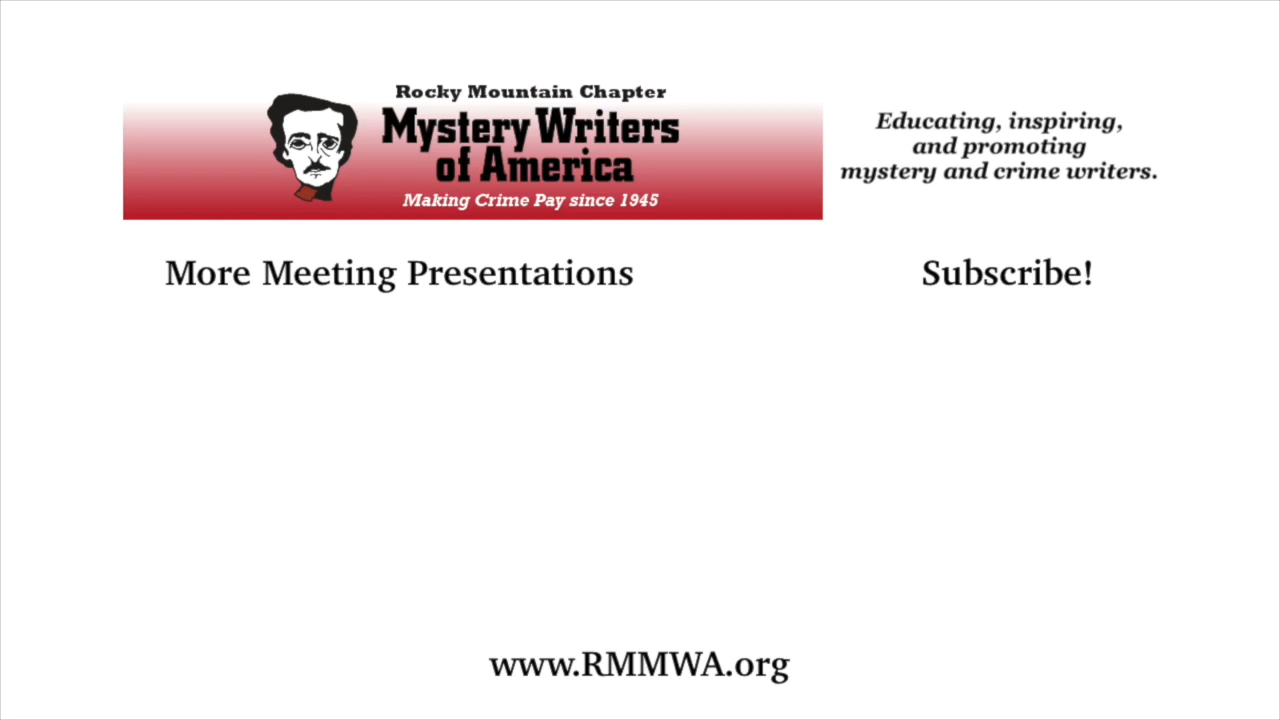 Rocky Mountain Chapter
Mystery Writers
of America
Making Crime Pay since 1945
Educating, inspiring,
and promoting
mystery and crime writers.
More Meeting Presentations
Subscribe!
www.RMMWA.org